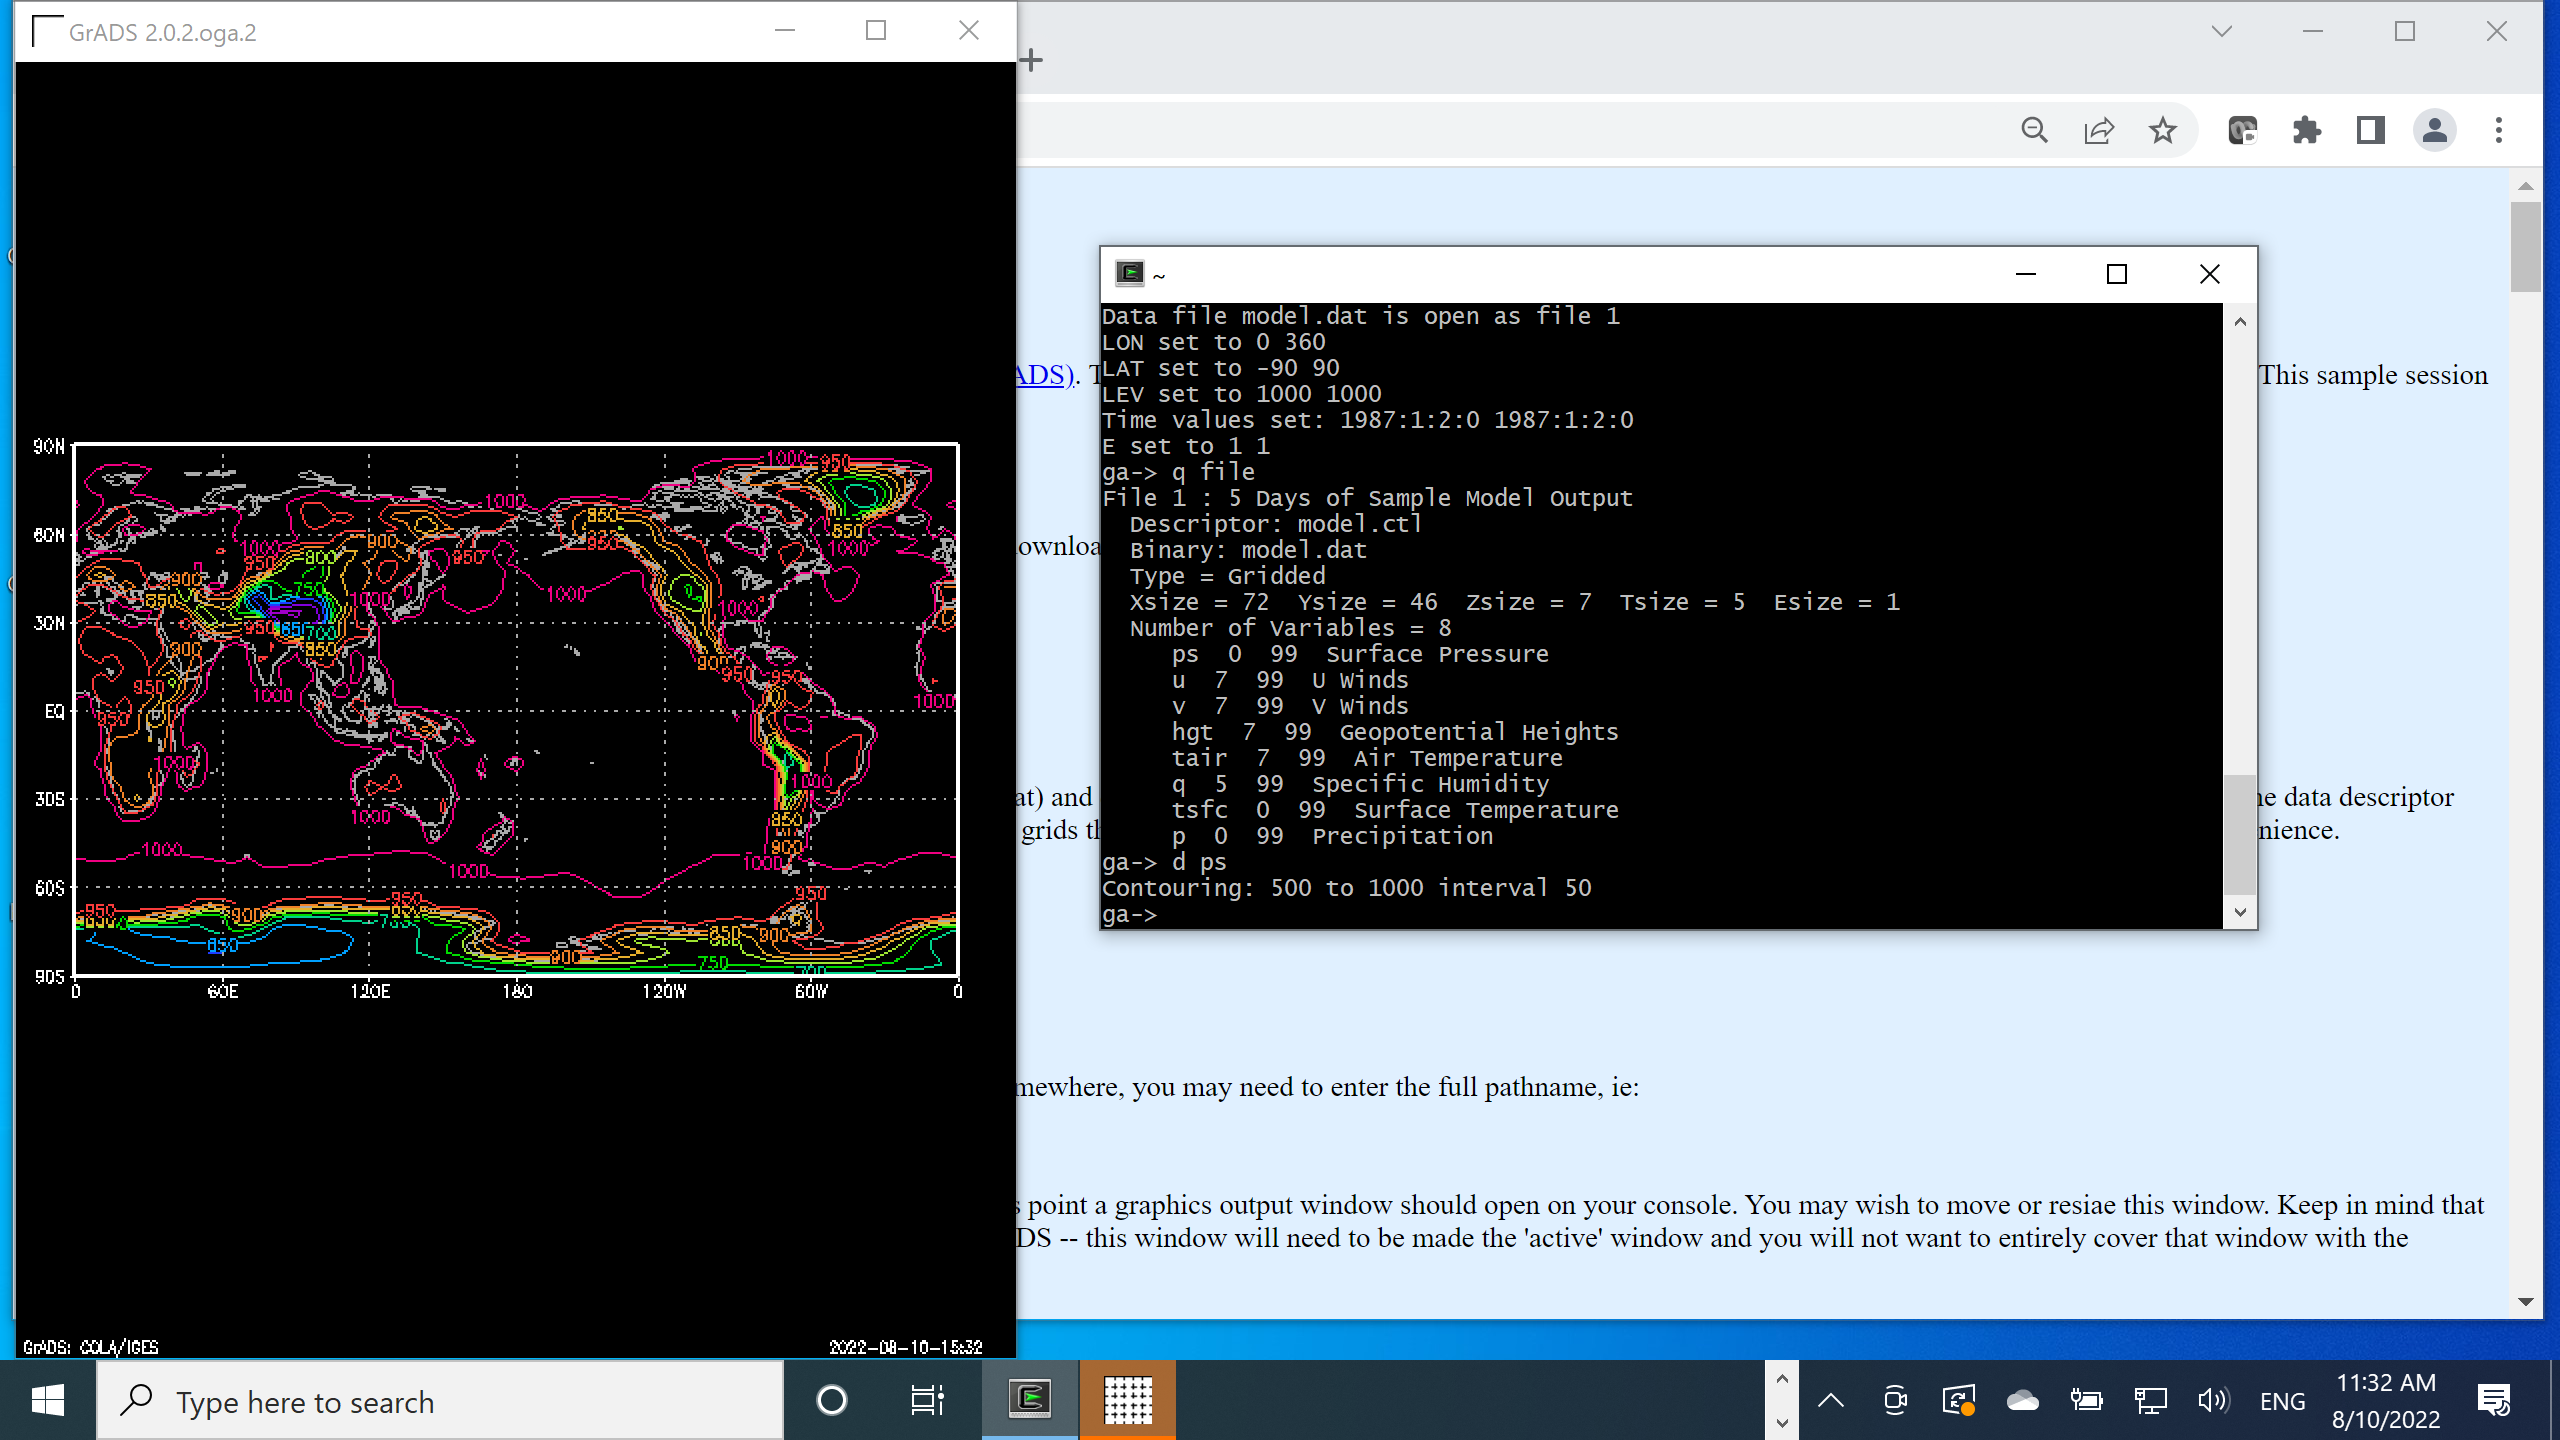 GrADS 2.0.2.oga.2
90N
60N
30N
EQ
30S
60S
90S
0
60E
120E
180
120W
60W
0
GrADS: COLA/IGES
2022-08-10-15:32
ADS). T
This sample session
ownloa
at) and
he data descriptor
grids th
nience.
mewhere, you may need to enter the full pathname, ie:
s point a graphics output window should open on your console. You may wish to move or resiae this window. Keep in mind that
DS -- this window will need to be made the 'active' window and you will not want to entirely cover that window with the
~
Data file model.dat is open as file 1
LON set to 0 360
LAT set to -90 90
LEV set to 1000 1000
Time values set: 1987:1:2:0 1987:1:2:0
E set to 1 1
ga-> q file
File 1 : 5 Days of Sample Model Output
Descriptor: model.ctl
Binary: model.dat
Type = Gridded
Xsize = 72 Ysize = 46 Zsize = 7 Tsize = 5 Esize = 1
Number of Variables = 8
ps 0 99 Surface Pressure
u 7 99 U Winds
v 7 99 V Winds
hgt 7 99 Geopotential Heights
tair 7 99 Air Temperature
q 5 99 Specific Humidity
tsfc 0 99 Surface Temperature
p 0 99 Precipitation
ga-> d ps
Contouring: 500 to 1000 interval 50
ga->
Type here to search
ENG
11:32 AM
8/10/2022